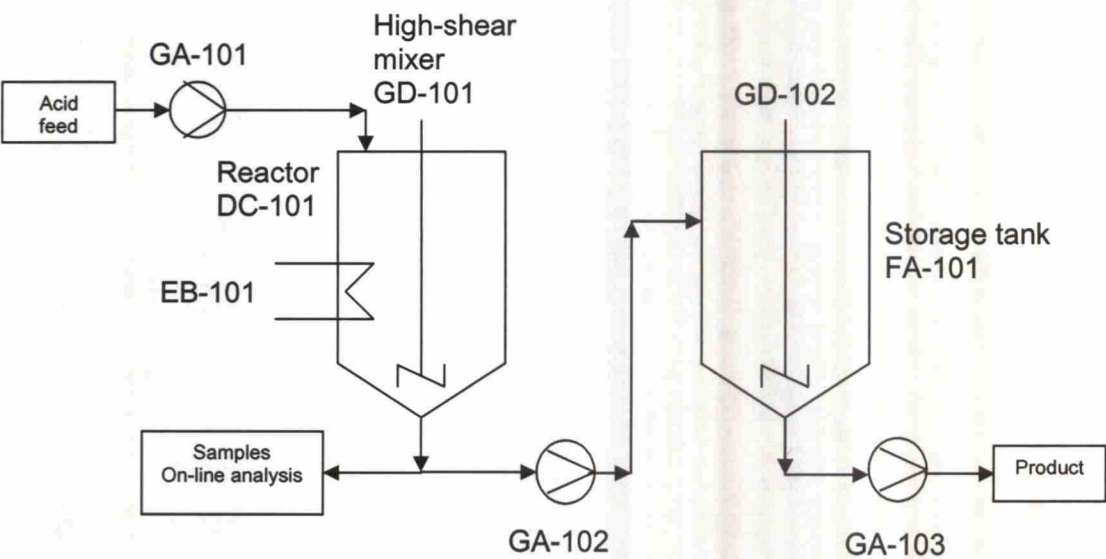 High-shear
mixer
GD-101
GA-101
Acid
feed
GD-102
Reactor
DC-101
Storage tank
FA-101
EB-101
Samples
On-line analysis
Product
GA-102
GA-103